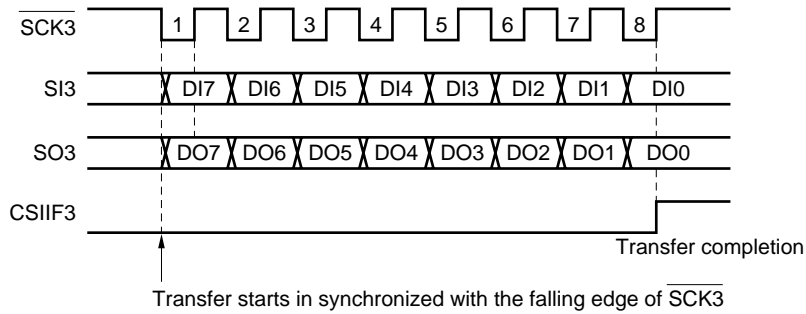 SCK3 1 2 3 4 5 6 7 8
SI3 DI7 DI6 DI5 DI4 DI3 DI2 DI1 DI0
SO3 DO7 DO6 DO5 DO4 DO3 DO2 DO1 DO0
CSIIF3
Transfer completion
Transfer starts in synchronized with the falling edge of SCK3